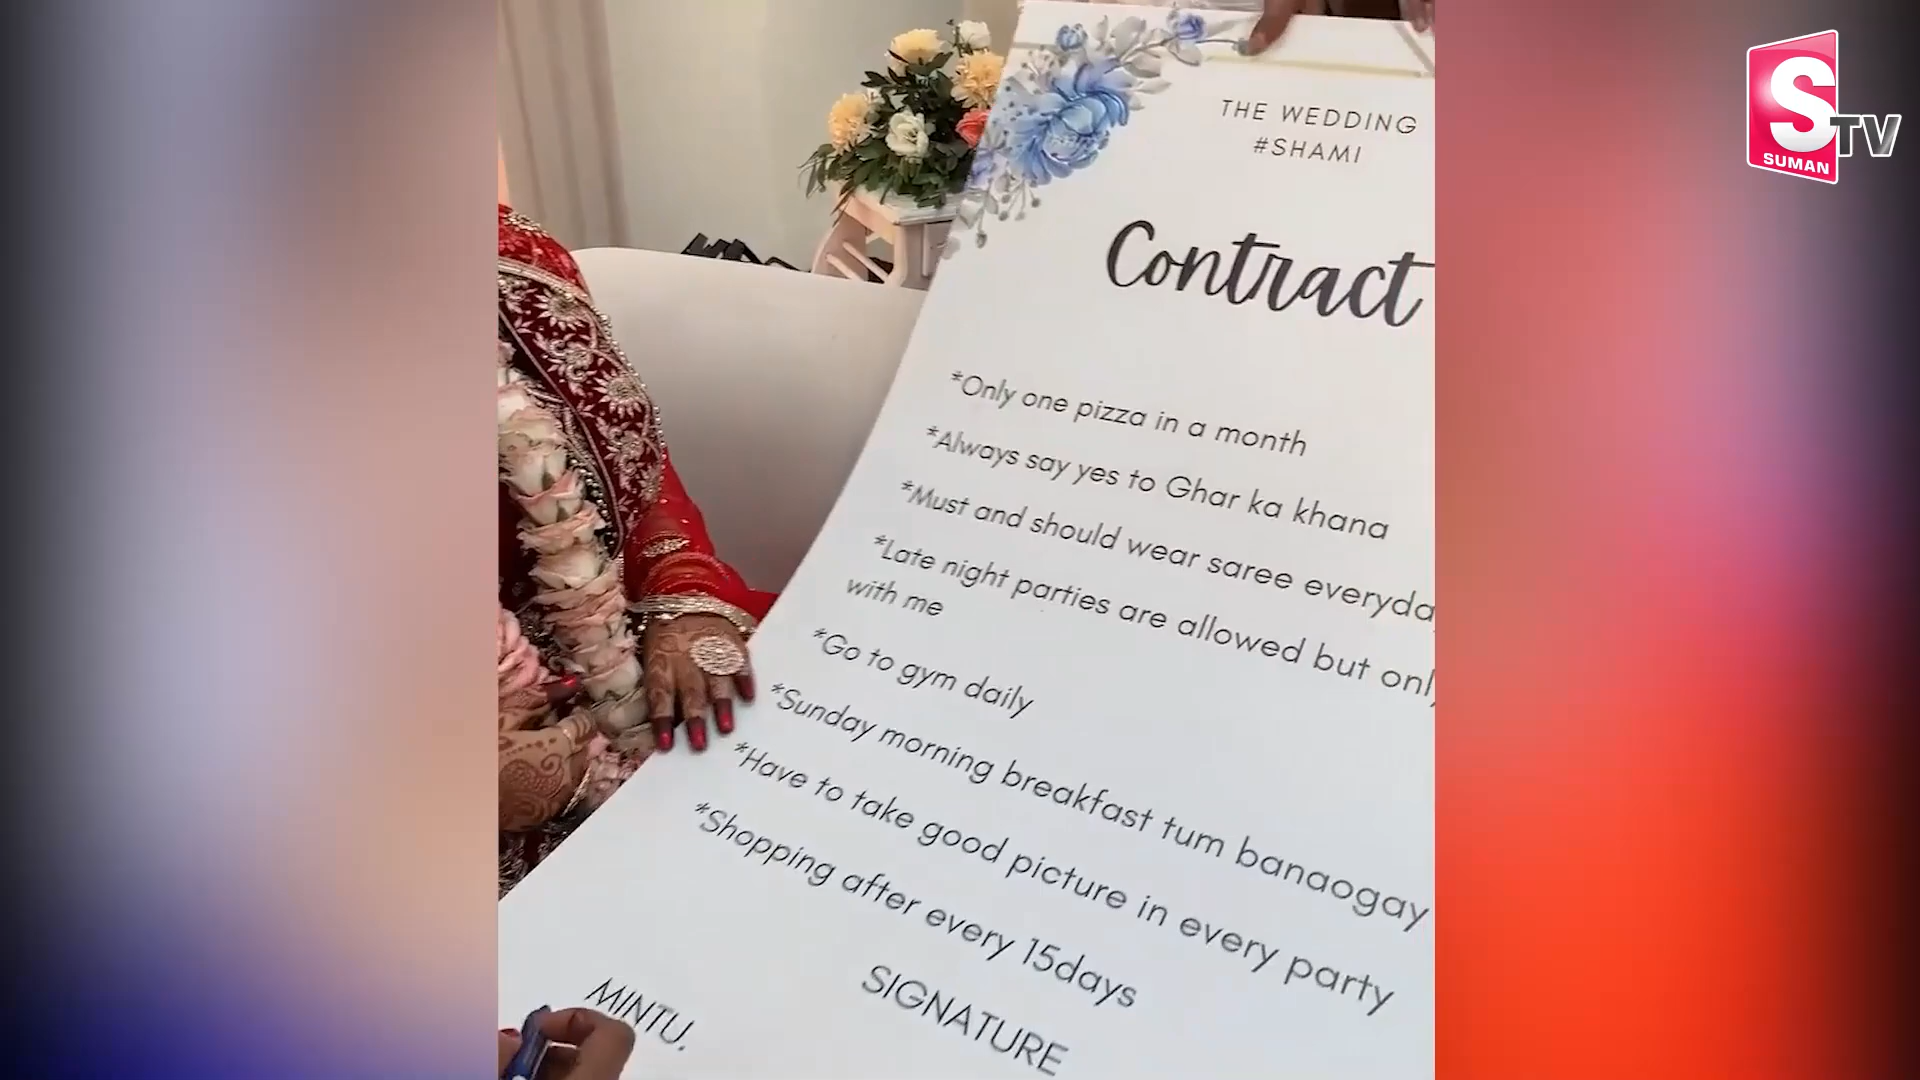 THE WEDDING
#SHAMI
Contract
*Only one pizza in a month
*Always say yes to Ghar ka khana
*Must and should wear saree
*Late night parties are allowed but
with me
*Go to gym daily
*Sunday morning breakfast tum banaogay
*Have to take good picture in every party
*Shopping after every 15days
MINTU,
SIGNATURE
S TV
SUMAN